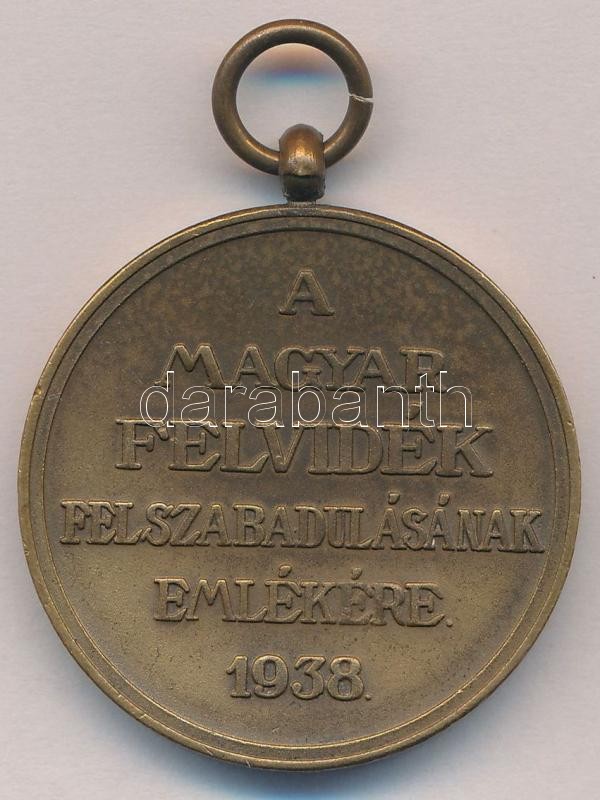 A
MAGYAR
darabanth
FELVIDÉK
FELSZABADULÁSÁNAK
EMLÉKÉRE.
1938.